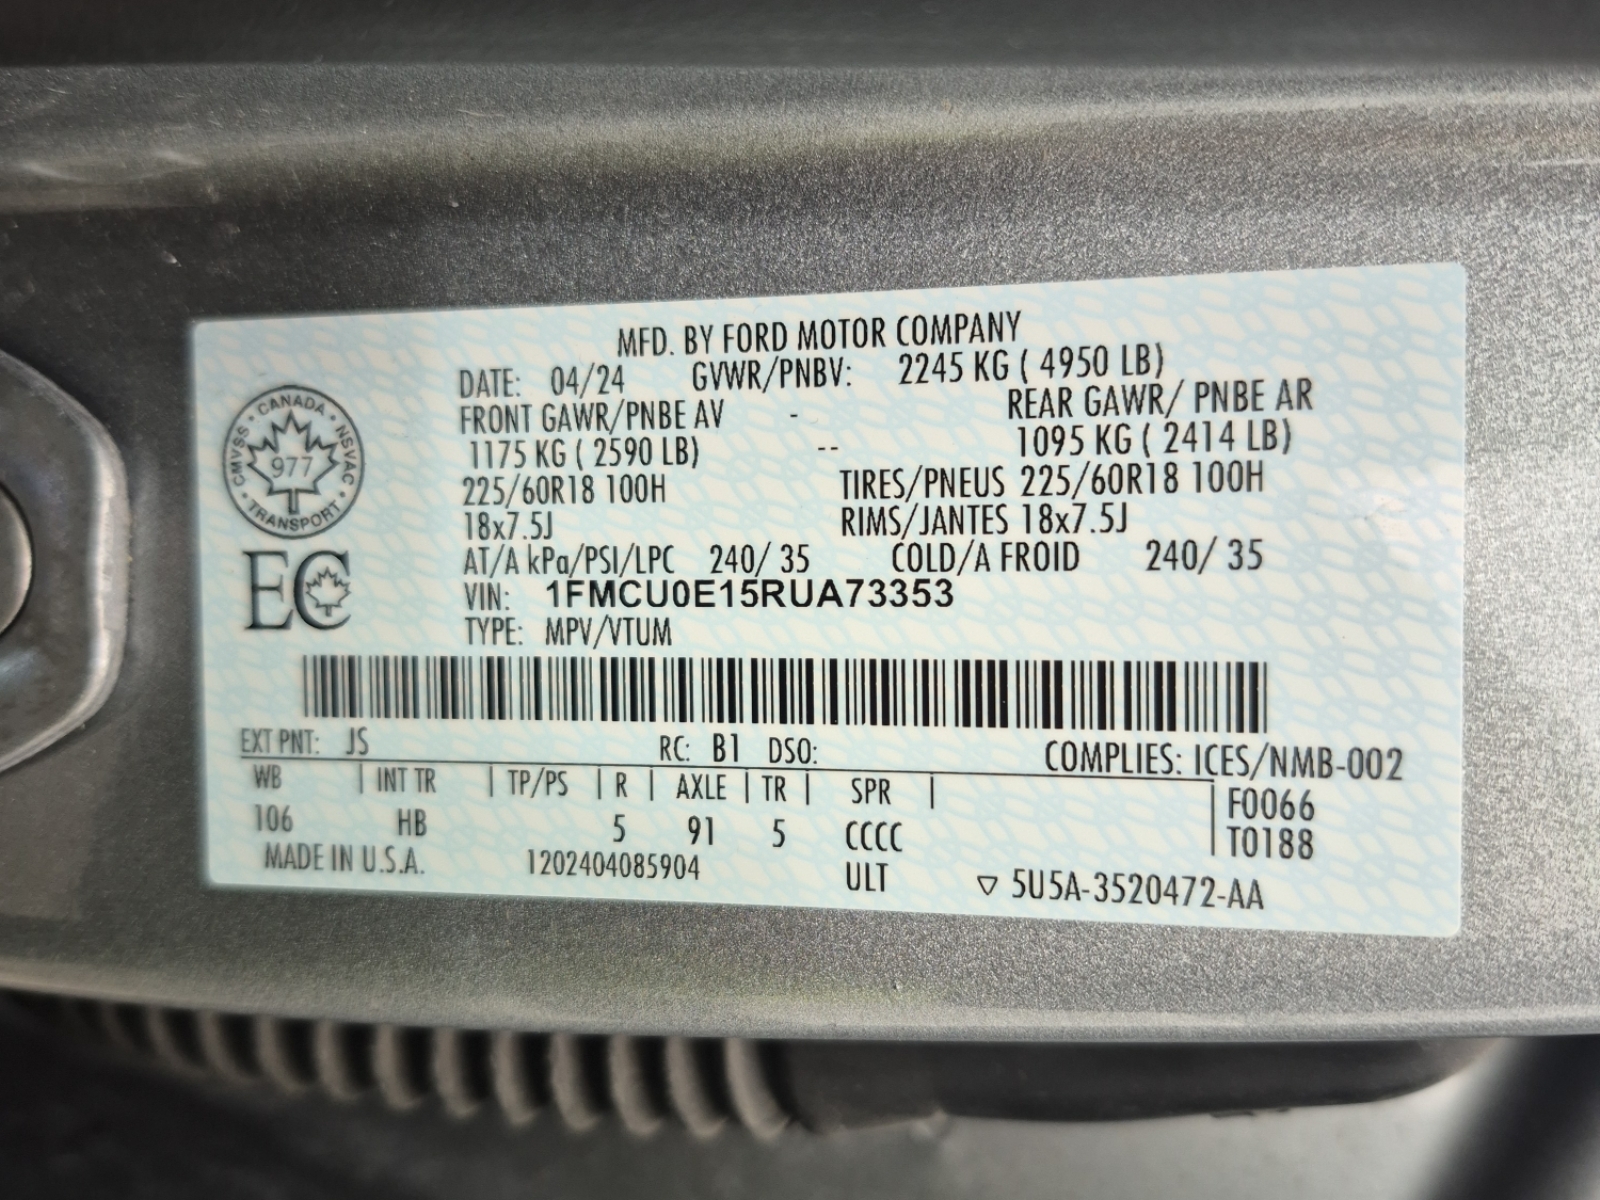 MFD. BY FORD MOTOR COMPANY
DATE: 04/24 GVWR/PNBV: 2245 KG ( 4950 LB)
FRONT GAWR/PNBE AV - REAR GAWR/ PNBE AR
1175 KG ( 2590 LB) -- 1095 KG ( 2414 LB)
225/60R18 100H TIRES/PNEUS 225/60R18 100H
18x7.5J RIMS/JANTES 18x7.5J
AT/A kPa/PSI/LPC 240/ 35 COLD/A FROID 240/ 35
VIN: 1FMCU0E15RUA73353
TYPE: MPV/VTUM
CANADA
CMVSS · NSVAC
977
TRANSPORT
EC
EXT PNT: JS RC: B1 DSO: COMPLIES: ICES/NMB-002
WB | INT TR | TP/PS | R | AXLE | TR | SPR | F0066
106 HB 5 91 5 CCCC T0188
MADE IN U.S.A. 1202404085904 ULT ▽ 5U5A-3520472-AA